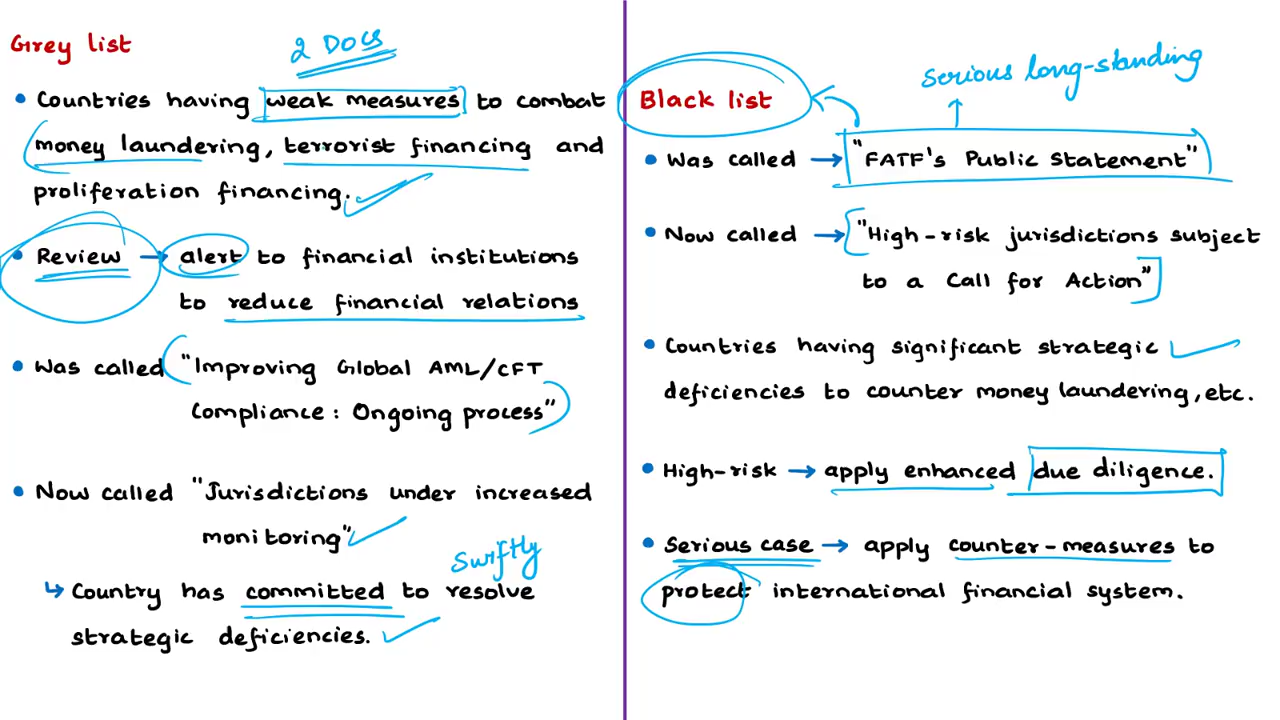 Grey list
2 DOCS
• Countries having weak measures to combat
money laundering, terrorist financing and
proliferation financing.
• Review → alert to financial institutions
to reduce financial relations
• Was called "Improving Global AML/CFT
Compliance: Ongoing process"
• Now called "Jurisdictions under increased
monitoring"
Swiftly
↳ Country has committed to resolve
strategic deficiencies.
Serious long-standing
Black list
• Was called → "FATF's Public Statement"
• Now called → "High-risk jurisdictions subject
to a Call for Action"
• Countries having significant strategic
deficiencies to counter money laundering, etc.
• High-risk → apply enhanced due diligence.
• Serious case → apply counter-measures to
protect international financial system.